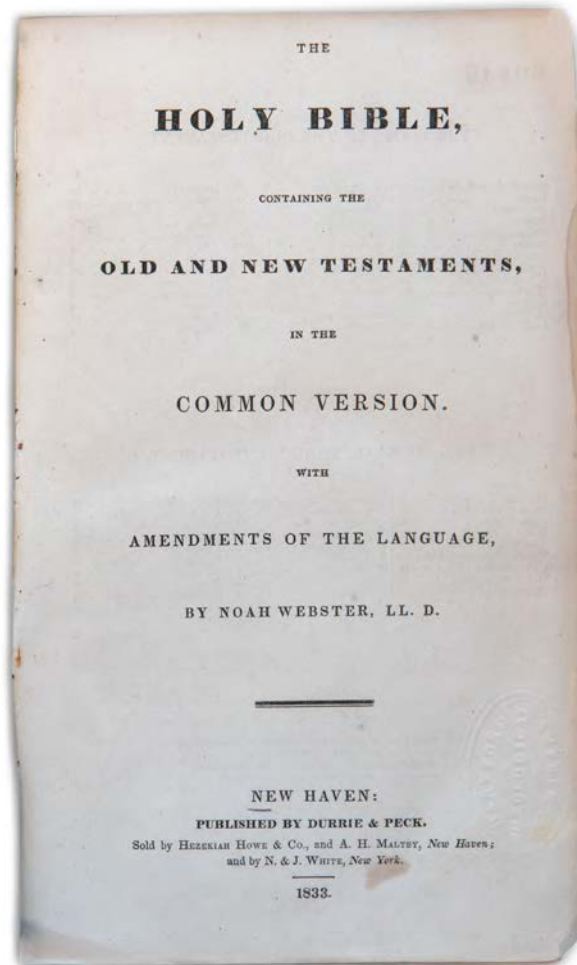 THE
HOLY BIBLE,
CONTAINING THE
OLD AND NEW TESTAMENTS,
IN THE
COMMON VERSION.
WITH
AMENDMENTS OF THE LANGUAGE,
BY NOAH WEBSTER, LL. D.
NEW HAVEN:
PUBLISHED BY DURRIE & PECK.
Sold by HEZEKIAH HOWE & Co., and A. H. MALTBY, New Haven;
and by N. & J. WHITE, New York.
1833.